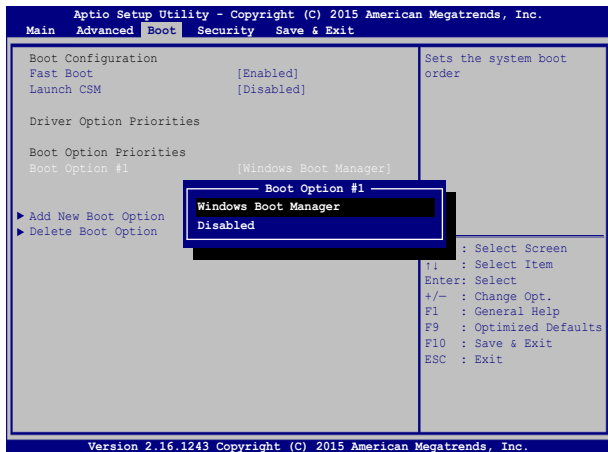 Aptio Setup Utility - Copyright (C) 2015 American Megatrends, Inc.
Main Advanced Boot Security Save & Exit
Boot Configuration
Fast Boot [Enabled]
Launch CSM [Disabled]
Driver Option Priorities
Boot Option Priorities
Boot Option #1 [Windows Boot Manager]
Add New Boot Option
Delete Boot Option
Boot Option #1
Windows Boot Manager
Disabled
Sets the system boot
order
: Select Screen
↑↓ : Select Item
Enter: Select
+/— : Change Opt.
F1 : General Help
F9 : Optimized Defaults
F10 : Save & Exit
ESC : Exit
Version 2.16.1243 Copyright (C) 2015 American Megatrends, Inc.